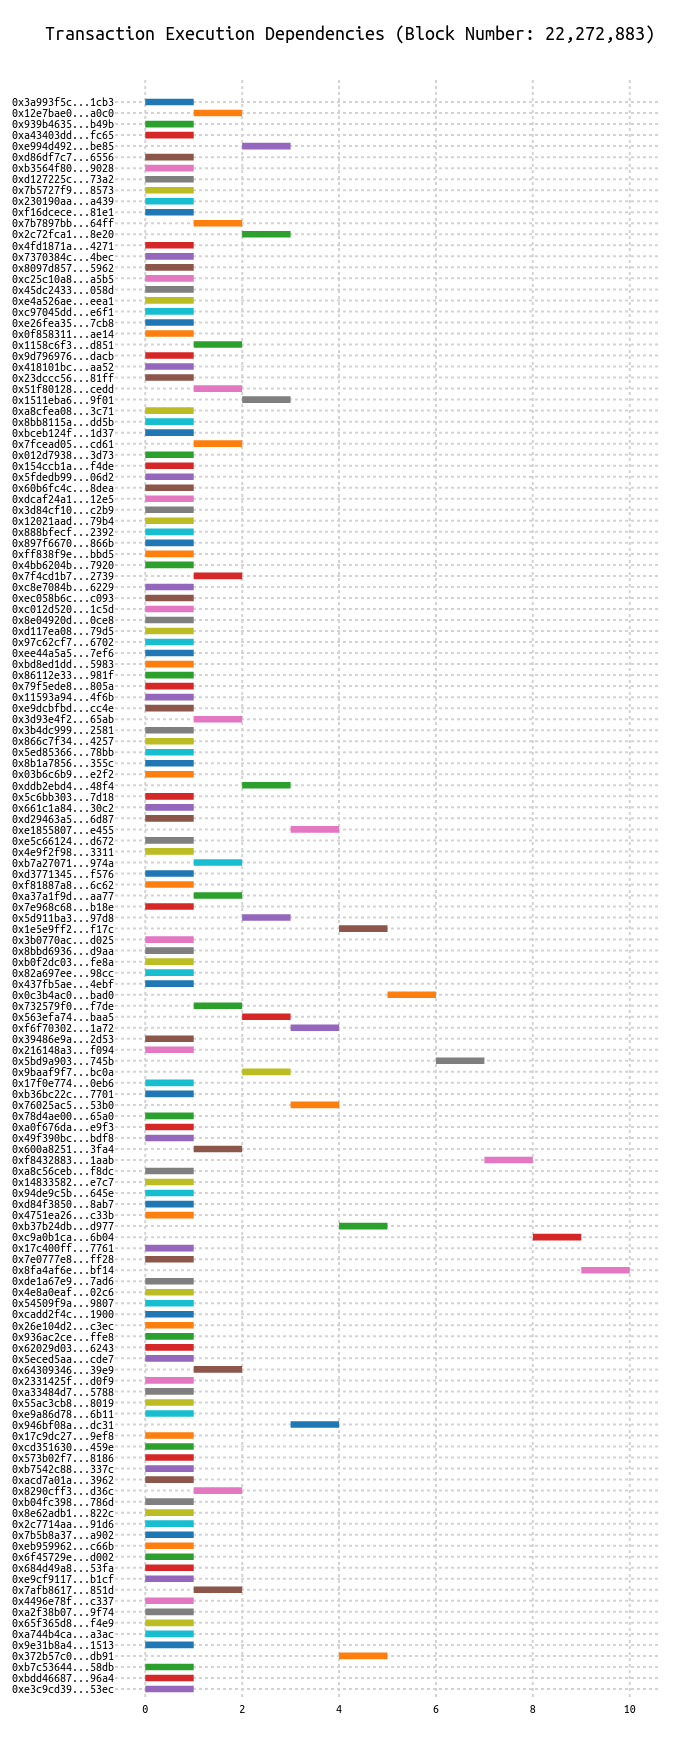 Transaction Execution Dependencies (Block Number: 22,272,883)
0x3a993f5c...1cb3
0x12e7bae0...a0c0
0x939b4635...b49b
0xa43403dd...fc65
0xe994d492...be85
0xd86df7c7...6556
0xb3564f80...9028
0xd127225c...73a2
0x7b5727f9...8573
0x230190aa...a439
0xf16dcece...81e1
0x7b7897bb...64ff
0x2c72fca1...8e20
0x4fd1871a...4271
0x7370384c...4bec
0x8097d857...5962
0xc25c10a8...a5b5
0x45dc2433...058d
0xe4a526ae...eea1
0xc97045dd...e6f1
0xe26fea35...7cb8
0x0f858311...ae14
0x1158c6f3...d851
0x9d796976...dacb
0x418101bc...aa52
0x23dccc56...81ff
0x51f80128...cedd
0x1511eba6...9f01
0xa8cfea08...3c71
0x8bb8115a...dd5b
0xbceb124f...1d37
0x7fcead05...cd61
0x012d7938...3d73
0x154ccb1a...f4de
0x5fdedb99...06d2
0x60b6fc4c...8dea
0xdcaf24a1...12e5
0x3d84cf10...c2b9
0x12021aad...79b4
0x888bfecf...2392
0x897f6670...866b
0xff838f9e...bbd5
0x4bb6204b...7920
0x7f4cd1b7...2739
0xc8e7084b...6229
0xec058b6c...c093
0xc012d520...1c5d
0x8e04920d...0ce8
0xd117ea08...79d5
0x97c62cf7...6702
0xee44a5a5...7ef6
0xbd8ed1dd...5983
0x86112e33...981f
0x79f5ede8...805a
0x11593a94...4f6b
0xe9dcbfbd...cc4e
0x3d93e4f2...65ab
0x3b4dc999...2581
0x866c7f34...4257
0x5ed85366...78bb
0x8b1a7856...355c
0x03b6c6b9...e2f2
0xddb2ebd4...48f4
0x5c6bb303...7d18
0x661c1a84...30c2
0xd29463a5...6d87
0xe1855807...e455
0xe5c66124...d672
0x4e9f2f98...3311
0xb7a27071...974a
0xd3771345...f576
0xf81887a8...6c62
0xa37a1f9d...aa77
0x7e968c68...b18e
0x5d911ba3...97d8
0x1e5e9ff2...f17c
0x3b0770ac...d025
0x8bbd6936...d9aa
0xb0f2dc03...fe8a
0x82a697ee...98cc
0x437fb5ae...4ebf
0x0c3b4ac0...bad0
0x732579f0...f7de
0x563efa74...baa5
0xf6f70302...1a72
0x39486e9a...2d53
0x216148a3...f094
0x5bd9a903...745b
0x9baaf9f7...bc0a
0x17f0e774...0eb6
0xb36bc22c...7701
0x76025ac5...53b0
0x78d4ae00...65a0
0xa0f676da...e9f3
0x49f390bc...bdf8
0x600a8251...3fa4
0xf8432883...1aab
0xa8c56ceb...f8dc
0x14833582...e7c7
0x94de9c5b...645e
0xd84f3850...8ab7
0x4751ea26...c33b
0xb37b24db...d977
0xc9a0b1ca...6b04
0x17c400ff...7761
0x7e0777e8...ff28
0x8fa4af6e...bf14
0xde1a67e9...7ad6
0x4e8a0eaf...02c6
0x54509f9a...9807
0xcadd2f4c...1900
0x26e104d2...c3ec
0x936ac2ce...ffe8
0x62029d03...6243
0x5eced5aa...cde7
0x64309346...39e9
0x2331425f...d0f9
0xa33484d7...5788
0x55ac3cb8...8019
0xe9a86d78...6b11
0x946bf08a...dc31
0x17c9dc27...9ef8
0xcd351630...459e
0x573b02f7...8186
0xb7542c88...337c
0xacd7a01a...3962
0x8290cff3...d36c
0xb04fc398...786d
0x8e62adb1...822c
0x2c7714aa...91d6
0x7b5b8a37...a902
0xeb959962...c66b
0x6f45729e...d002
0x684d49a8...53fa
0xe9cf9117...b1cf
0x7afb8617...851d
0x4496e78f...c337
0xa2f38b07...9f74
0x65f365d8...f4e9
0xa744b4ca...a3ac
0x9e31b8a4...1513
0x372b57c0...db91
0xb7c53644...58db
0xbdd46687...96a4
0xe3c9cd39...53ec
0 2 4 6 8 10